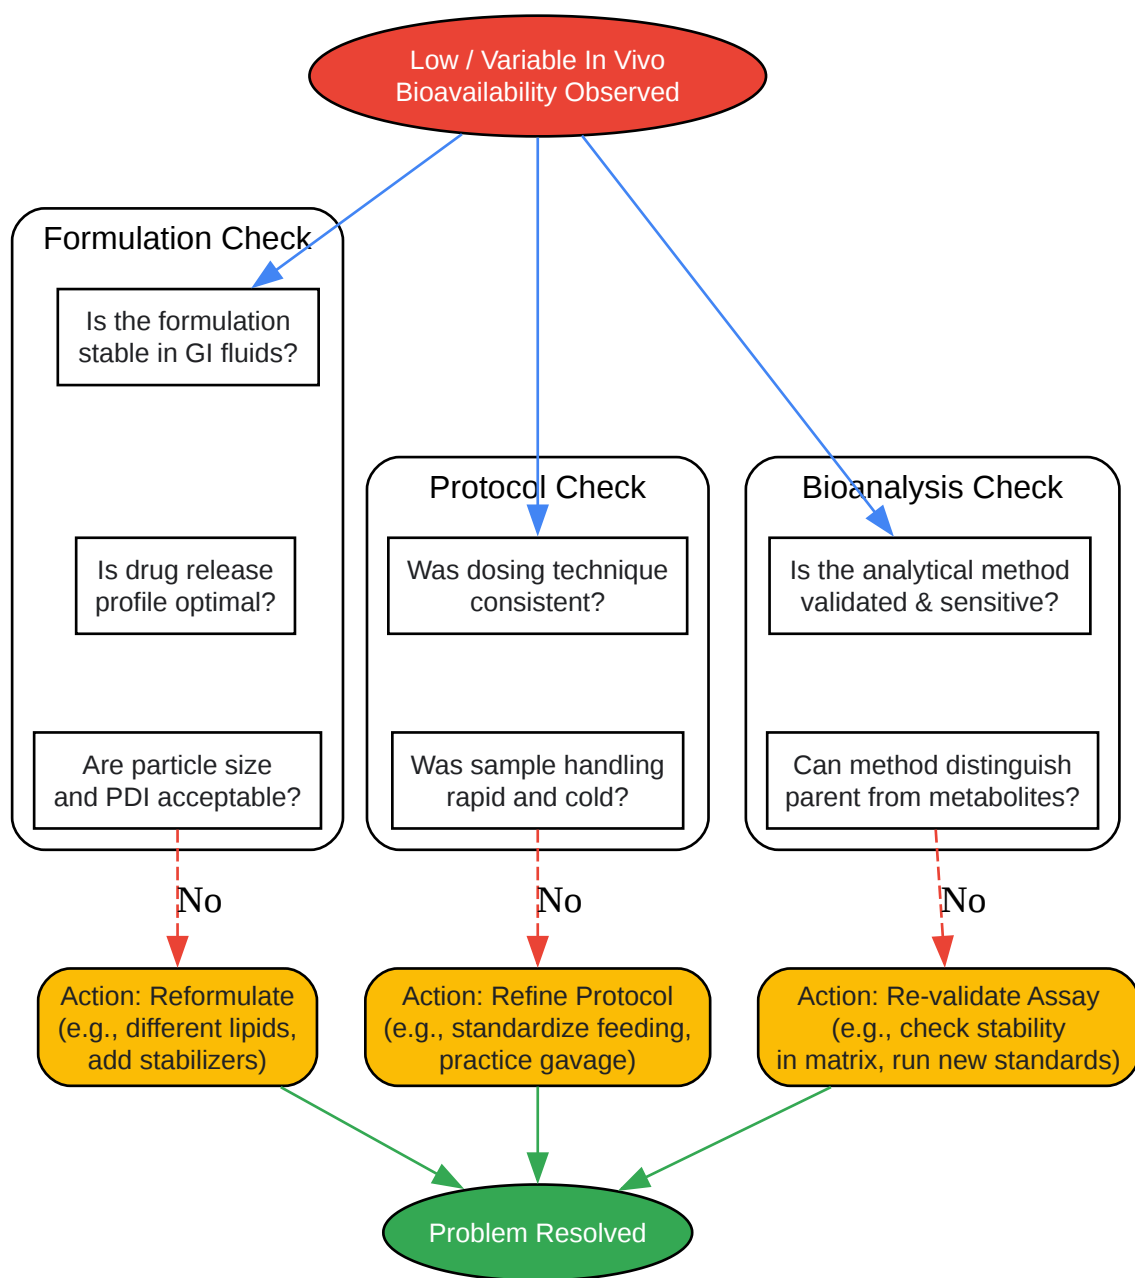 Low / Variable In Vivo
Bioavailability Observed
Formulation Check
Is the formulation
stable in GI fluids?
Is drug release
profile optimal?
Are particle size
and PDI acceptable?
Protocol Check
Was dosing technique
consistent?
Was sample handling
rapid and cold?
Bioanalysis Check
Is the analytical method
validated & sensitive?
Can method distinguish
parent from metabolites?
No
No
No
Action: Reformulate
(e.g., different lipids,
add stabilizers)
Action: Refine Protocol
(e.g., standardize feeding,
practice gavage)
Action: Re-validate Assay
(e.g., check stability
in matrix, run new standards)
Problem Resolved